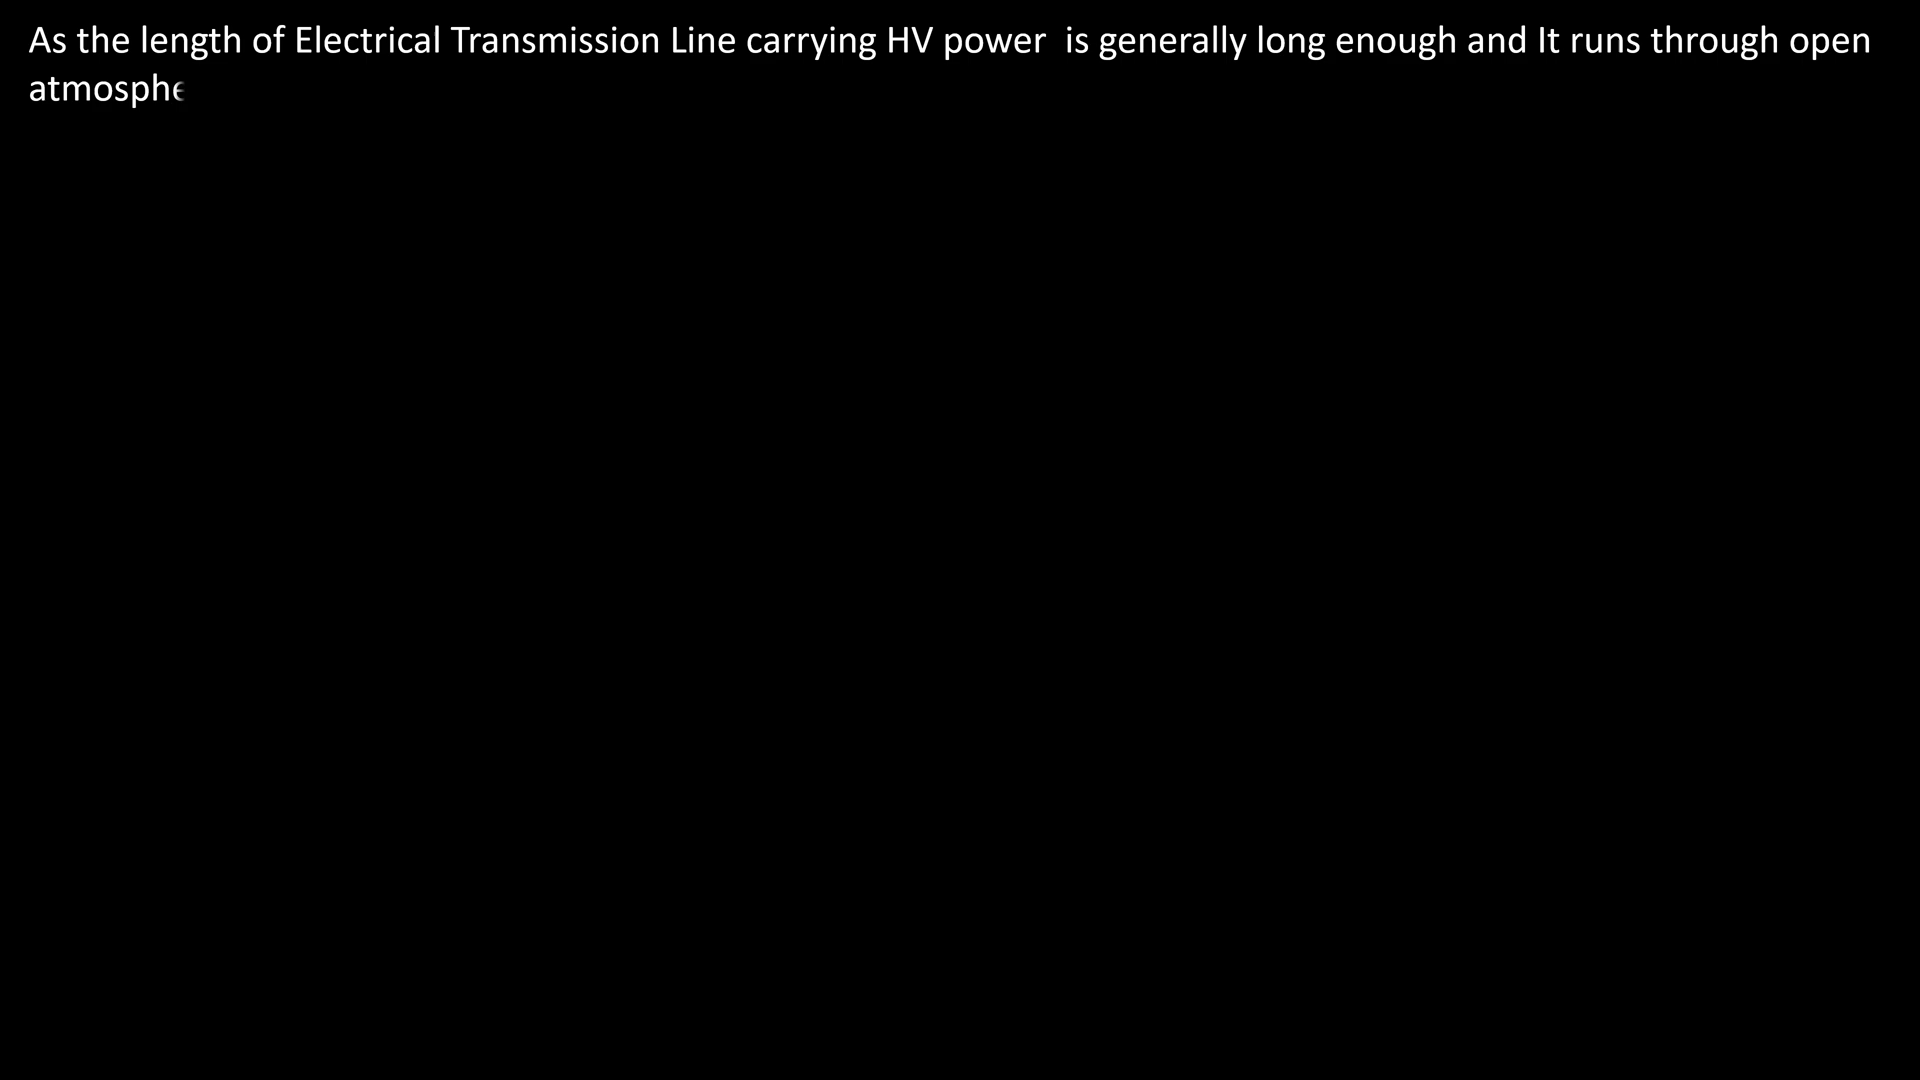 As the length of Electrical Transmission Line carrying HV power  is generally long enough and It runs through open
atmosphe